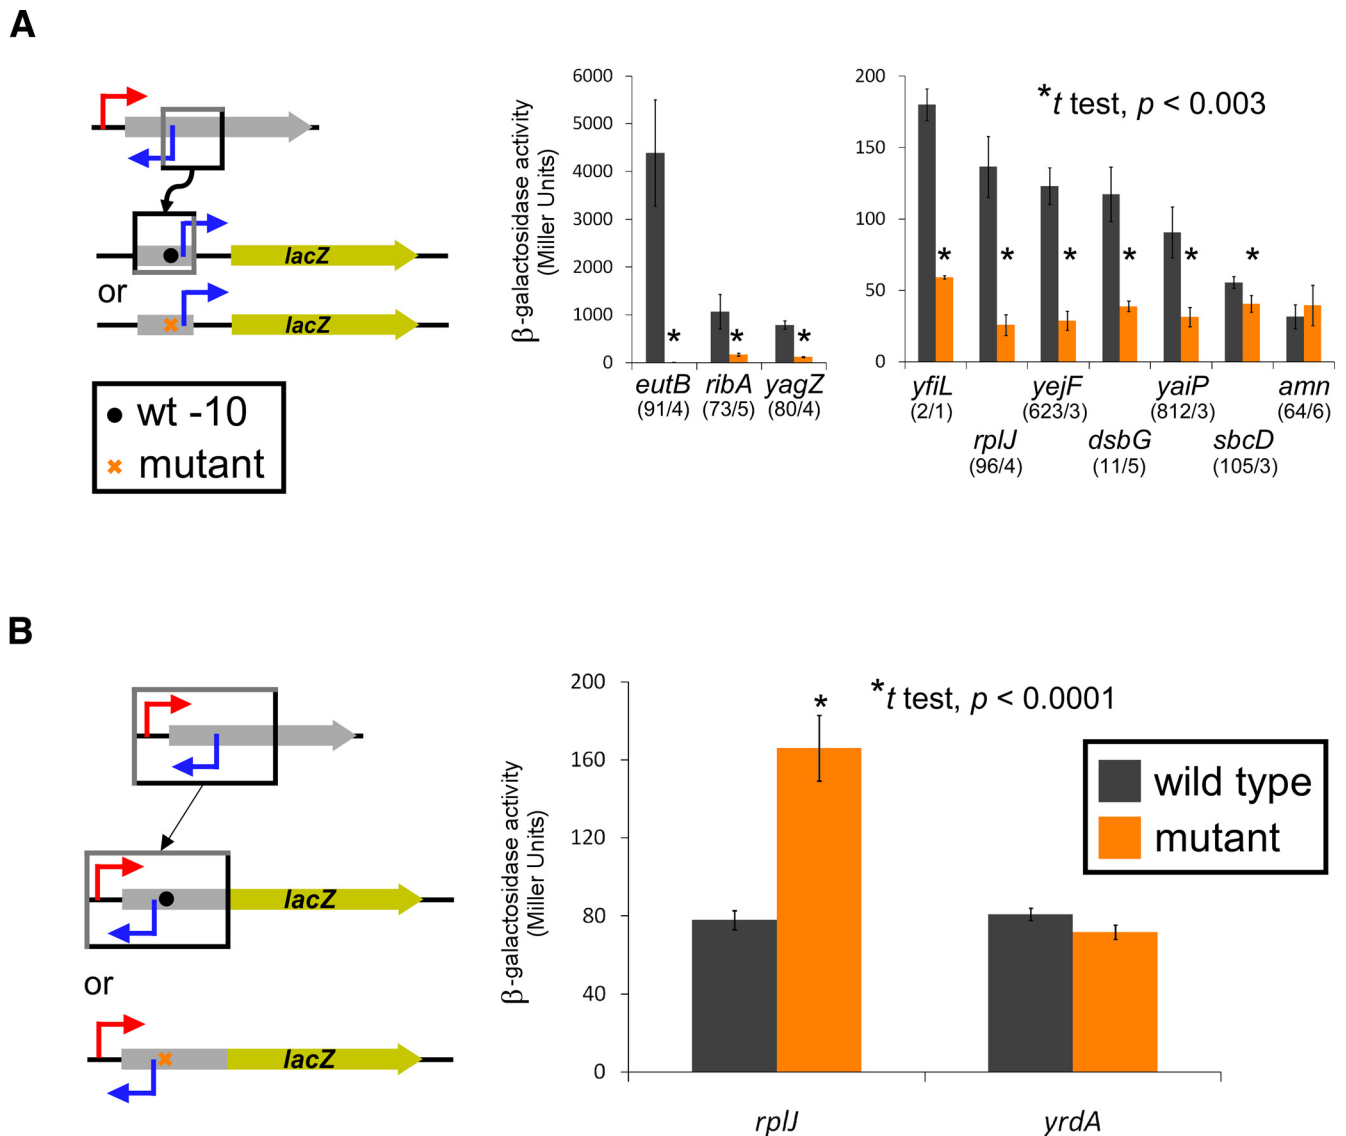 A
lacZ
or
lacZ
wt -10
mutant
β-galactosidase activity
(Miller Units)
6000
5000
4000
3000
2000
1000
0
eutB ribA yagZ
(91/4) (73/5) (80/4)
*t test, p < 0.003
200
150
100
50
0
* * *
* * * * * *
yfiL yejF yaiP amn
(2/1) (623/3) (812/3) (64/6)
rplJ dsbG sbcD
(96/4) (11/5) (105/3)
B
lacZ
or
lacZ
β-galactosidase activity
(Miller Units)
200
160
120
80
40
0
*
*t test, p < 0.0001
wild type
mutant
rplJ yrdA